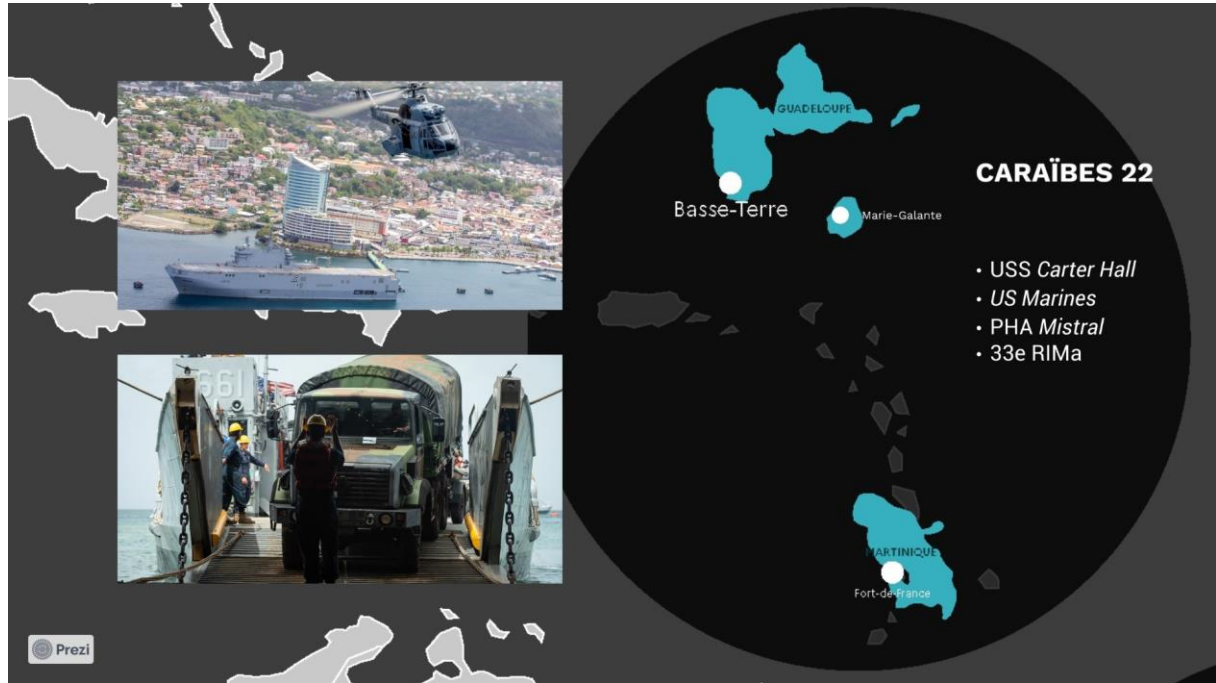 GUADELOUPE
CARAÏBES 22
Basse-Terre
Marie-Galante
• USS Carter Hall
• US Marines
• PHA Mistral
• 33e RIMa
661
MARTINIQUE
Fort-de-France
Prezi